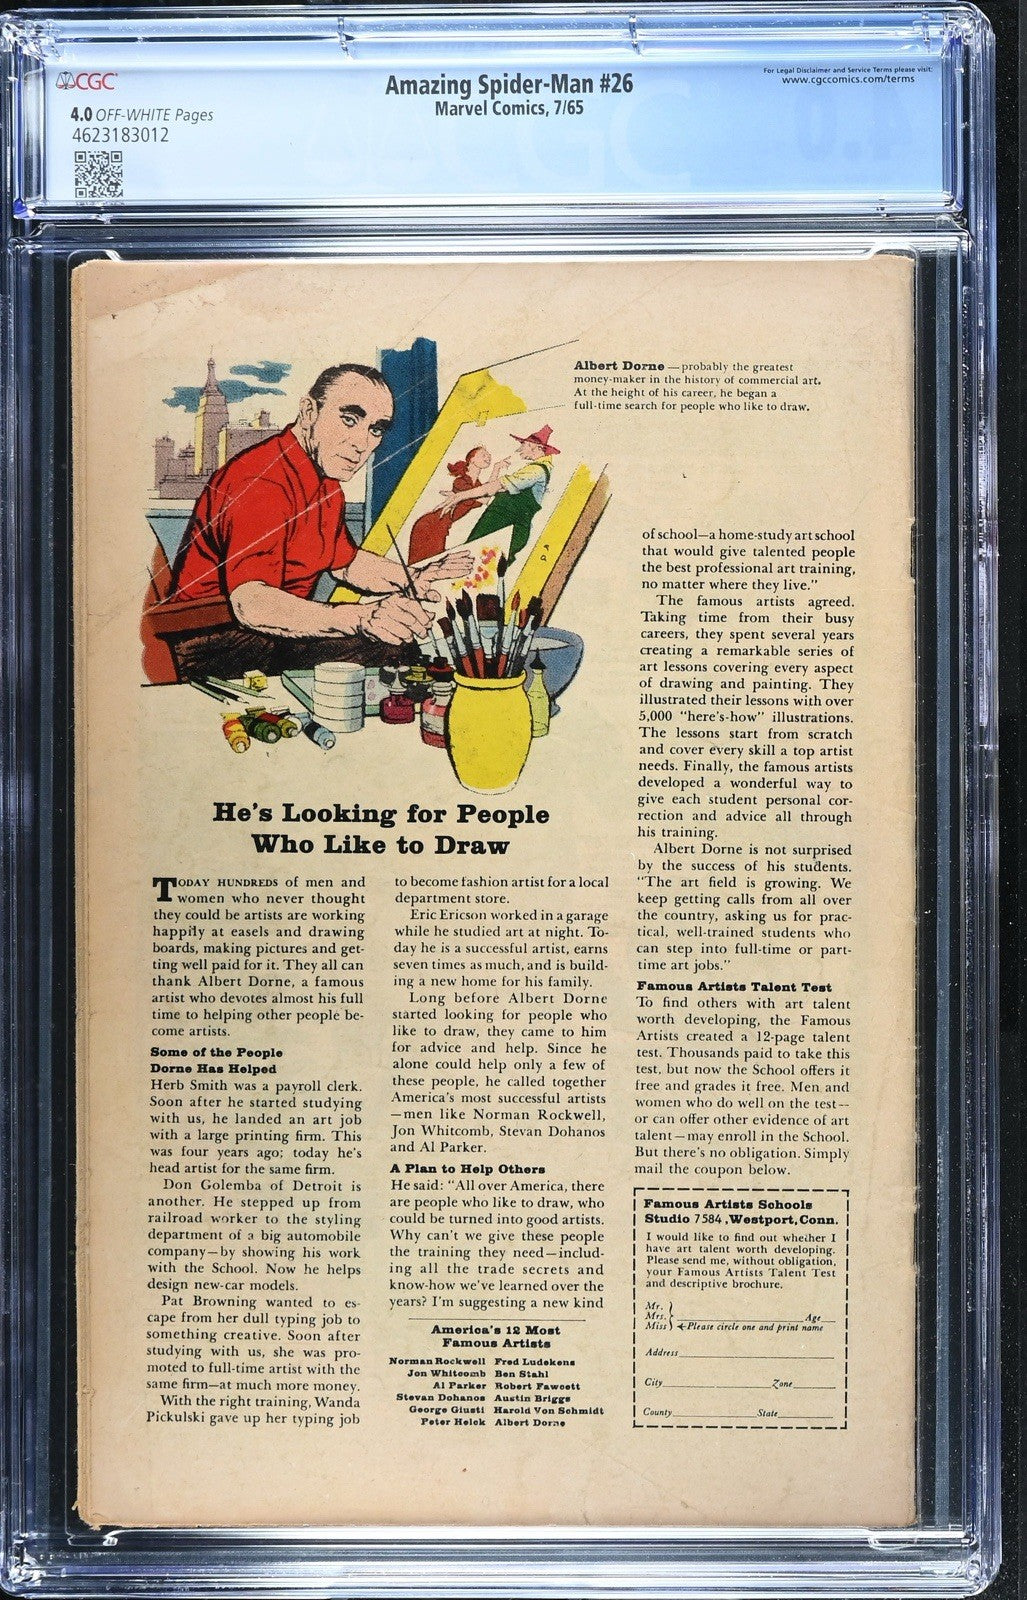 CGC
Amazing Spider-Man #26
Marvel Comics, 7/65
For Legal Disclaimer and Service Terms please visit:
www.cgccomics.com/terms
4.0 OFF-WHITE Pages
4623183012
Albert Dorne — probably the greatest
money-maker in the history of commercial art.
At the height of his career, he began a
full-time search for people who like to draw.
He's Looking for People
Who Like to Draw
TODAY HUNDREDS of men and
women who never thought
they could be artists are working
happily at easels and drawing
boards, making pictures and get-
ting well paid for it. They all can
thank Albert Dorne, a famous
artist who devotes almost his full
time to helping other people be-
come artists.
Some of the People
Dorne Has Helped
Herb Smith was a payroll clerk.
Soon after he started studying
with us, he landed an art job
with a large printing firm. This
was four years ago; today he's
head artist for the same firm.
Don Golemba of Detroit is
another. He stepped up from
railroad worker to the styling
department of a big automobile
company—by showing his work
with the School. Now he helps
design new-car models.
Pat Browning wanted to es-
cape from her dull typing job to
something creative. Soon after
studying with us, she was pro-
moted to full-time artist with the
same firm—at much more money.
With the right training, Wanda
Pickulski gave up her typing job
to become fashion artist for a local
department store.
Eric Ericson worked in a garage
while he studied art at night. To-
day he is a successful artist, earns
seven times as much, and is build-
ing a new home for his family.
Long before Albert Dorne
started looking for people who
like to draw, they came to him
for advice and help. Since he
alone could help only a few of
these people, he called together
America's most successful artists
—men like Norman Rockwell,
Jon Whitcomb, Stevan Dohanos
and Al Parker.
A Plan to Help Others
He said: "All over America, there
are people who like to draw, who
could be turned into good artists.
Why can't we give these people
the training they need—includ-
ing all the trade secrets and
know-how we've learned over the
years? I'm suggesting a new kind
America's 12 Most
Famous Artists
Norman Rockwell Fred Ludekens
Jon Whitcomb Ben Stahl
Al Parker Robert Fawcett
Stevan Dohanos Austin Briggs
George Giusti Harold Von Schmidt
Peter Helck Albert Dorne
of school—a home-study art school
that would give talented people
the best professional art training,
no matter where they live."
The famous artists agreed.
Taking time from their busy
careers, they spent several years
creating a remarkable series of
art lessons covering every aspect
of drawing and painting. They
illustrated their lessons with over
5,000 "here's-how" illustrations.
The lessons start from scratch
and cover every skill a top artist
needs. Finally, the famous artists
developed a wonderful way to
give each student personal cor-
rection and advice all through
his training.
Albert Dorne is not surprised
by the success of his students.
"The art field is growing. We
keep getting calls from all over
the country, asking us for prac-
tical, well-trained students who
can step into full-time or part-
time art jobs."
Famous Artists Talent Test
To find others with art talent
worth developing, the Famous
Artists created a 12-page talent
test. Thousands paid to take this
test, but now the School offers it
free and grades it free. Men and
women who do well on the test—
or can offer other evidence of art
talent—may enroll in the School.
But there's no obligation. Simply
mail the coupon below.
Famous Artists Schools
Studio 7584, Westport, Conn.
I would like to find out whether I
have art talent worth developing.
Please send me, without obligation,
your Famous Artists Talent Test
and descriptive brochure.
Mr.
Mrs. Age
Miss Please circle one and print name
Address
City Zone
County State